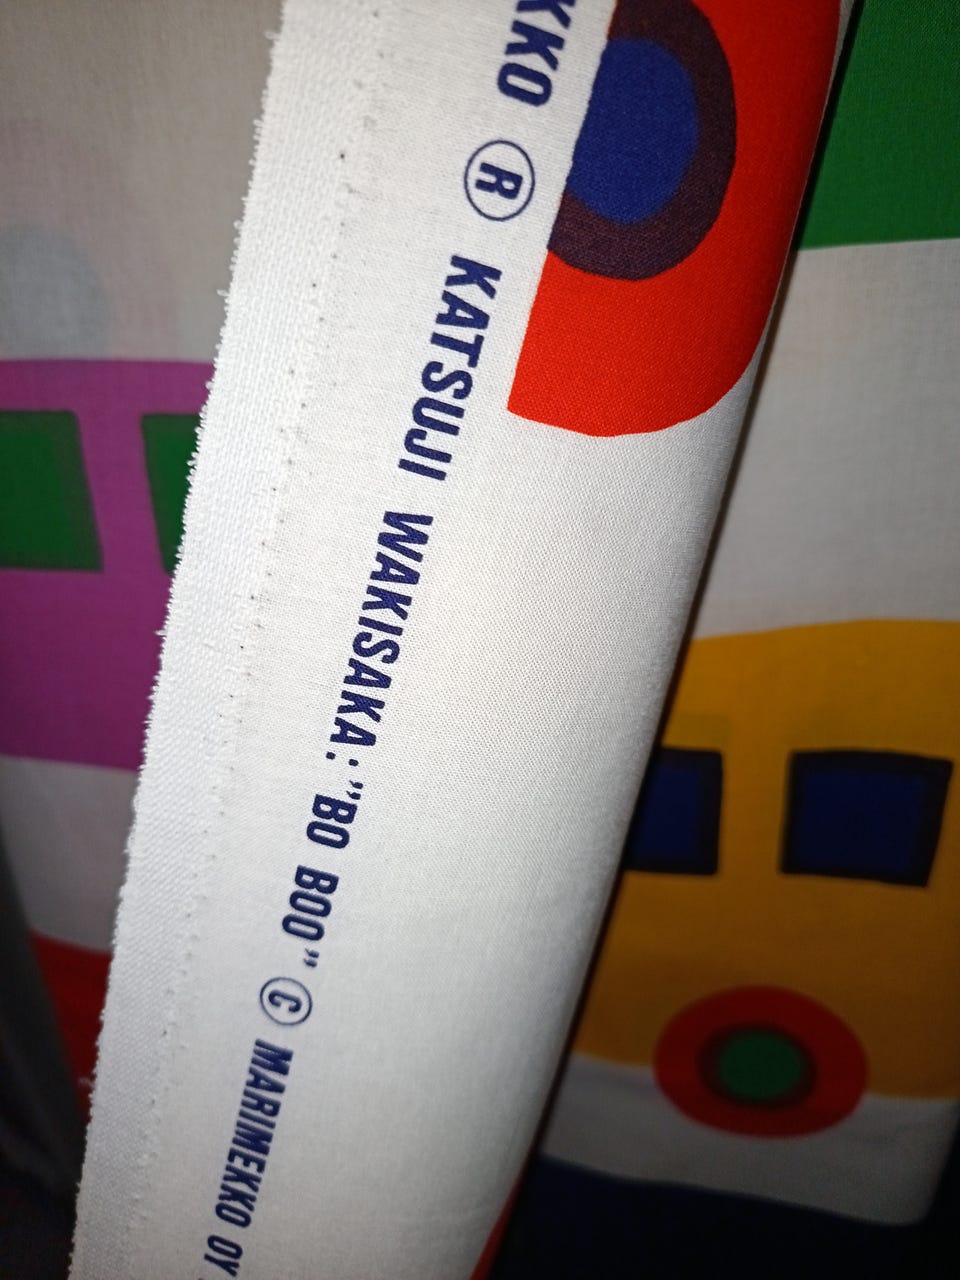 KKO ® KATSUJI WAKISAKA: "BO BOO" © MARIMEKKO OY